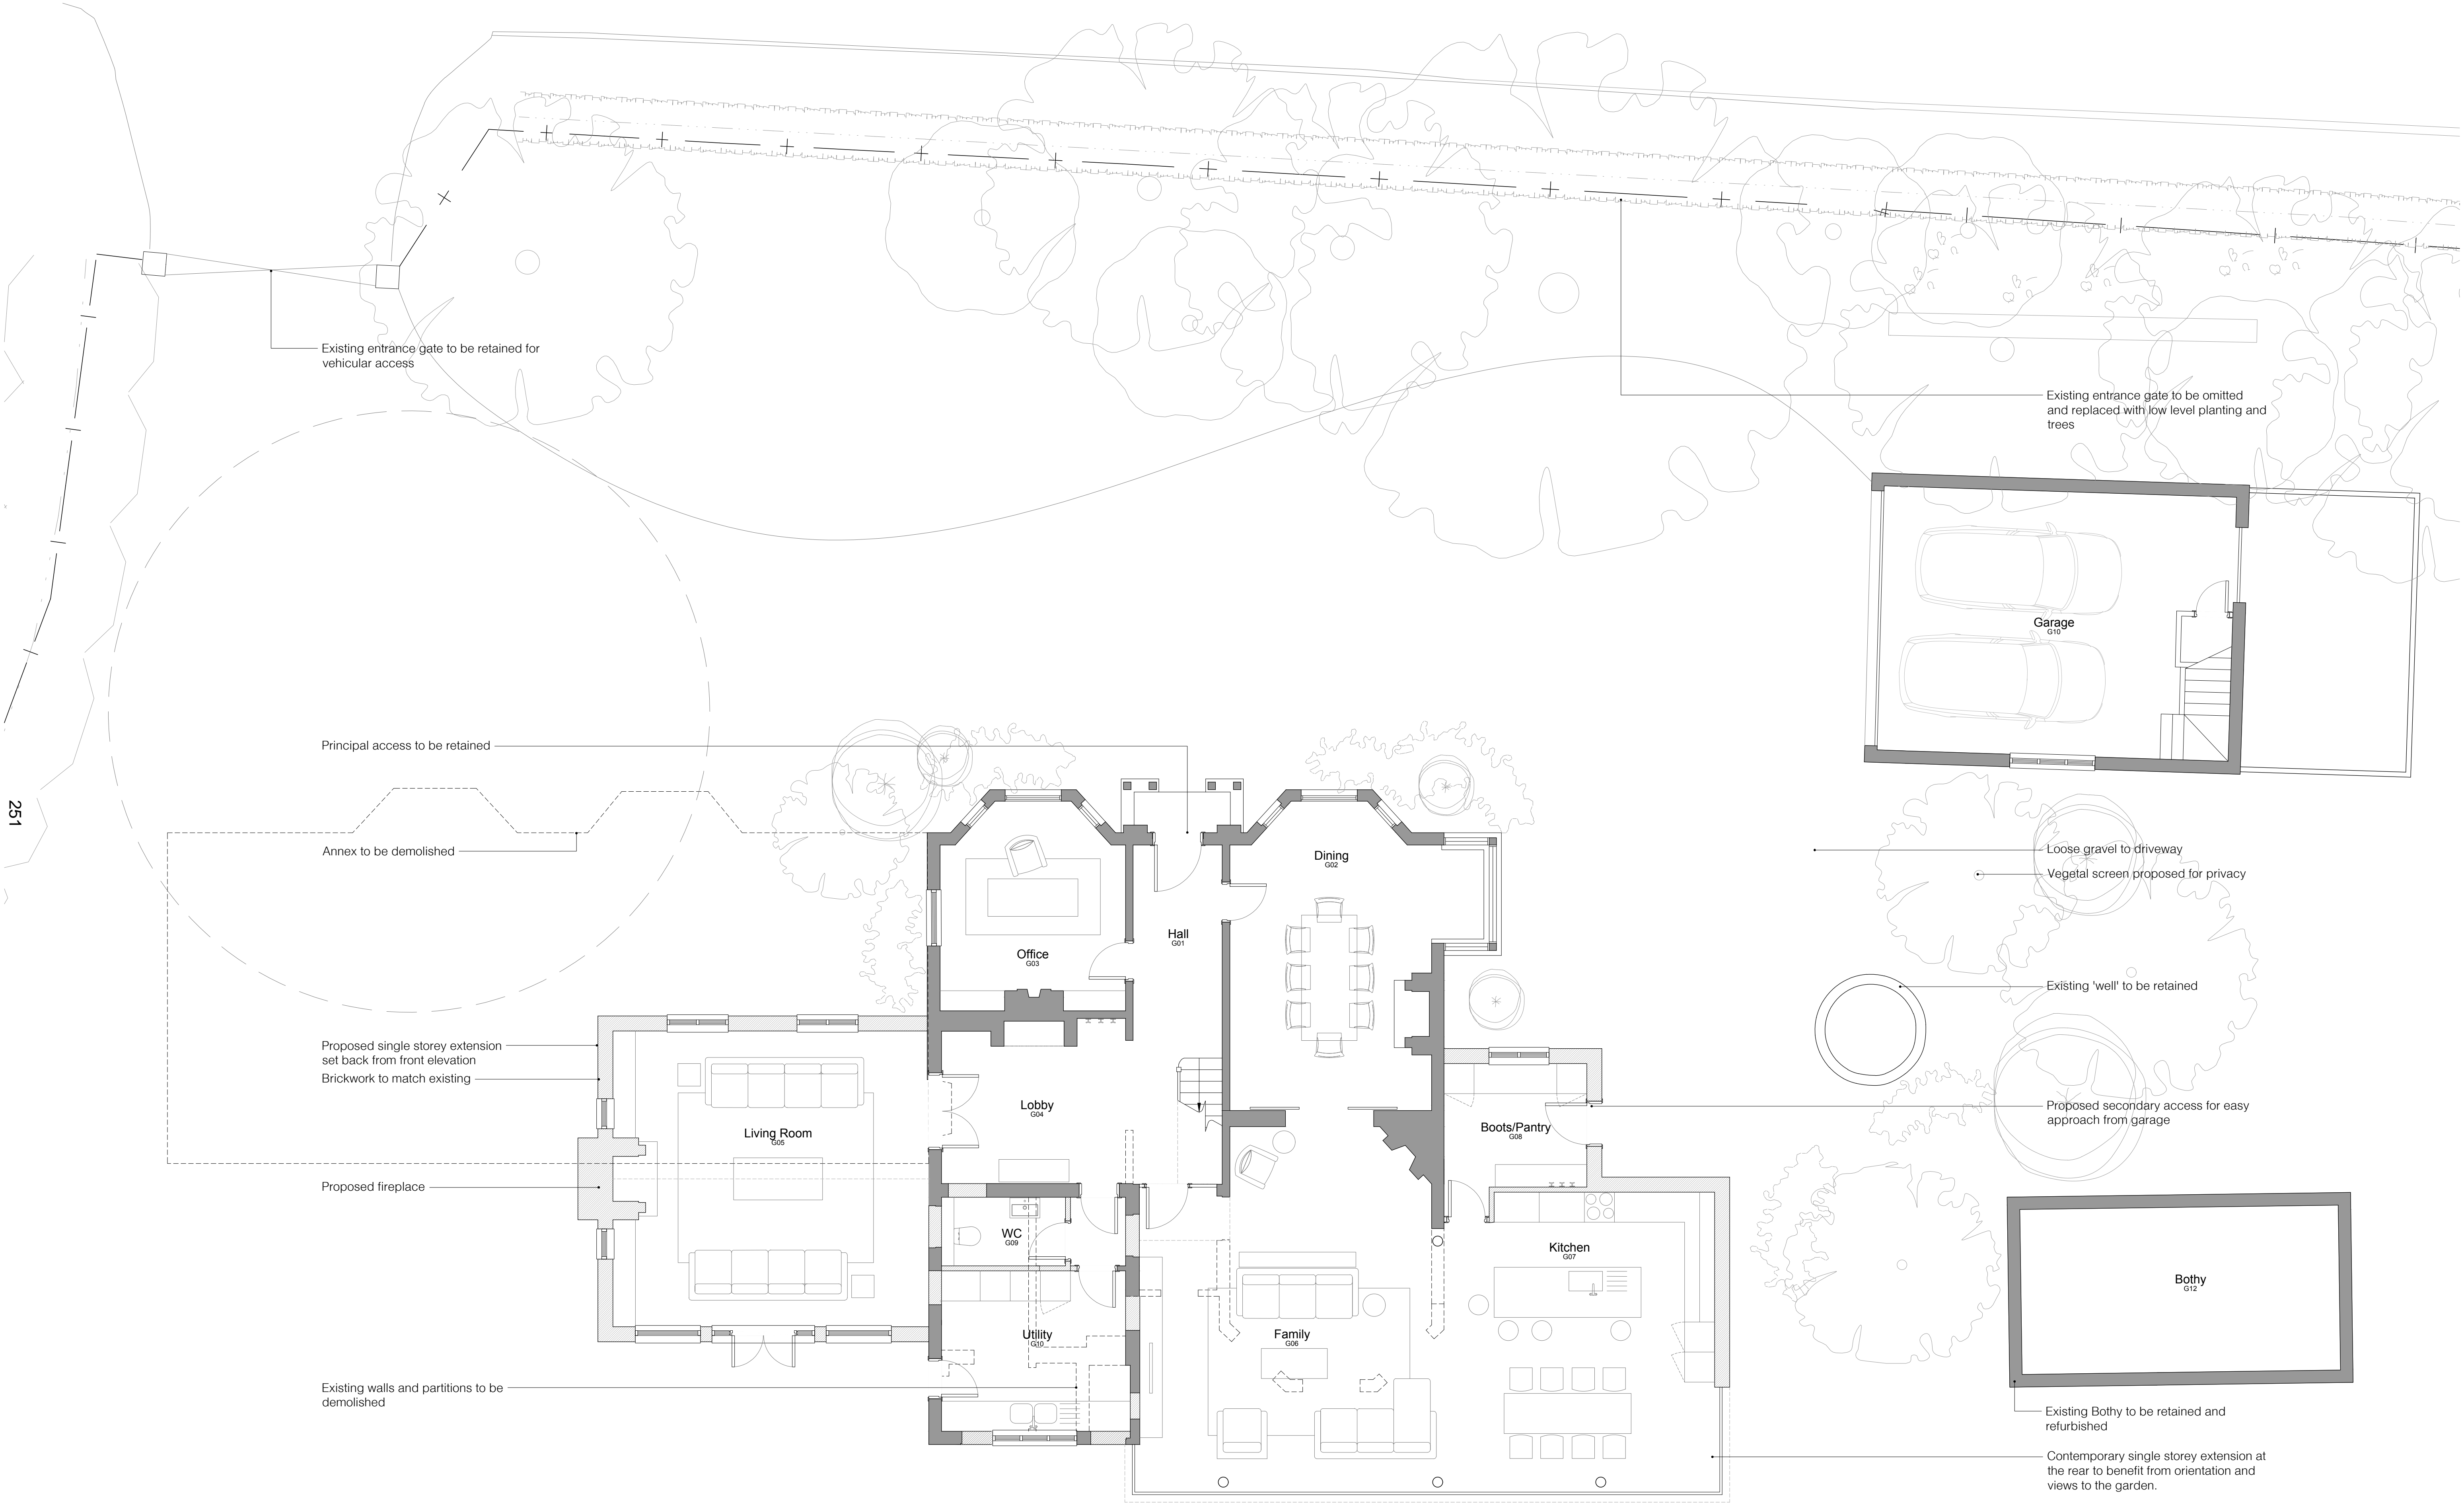 Existing entrance gate to be retained for
vehicular access
Existing entrance gate to be omitted
and replaced with low level planting and
trees
Garage
G10
Principal access to be retained
251
Annex to be demolished
Dining
G02
Loose gravel to driveway
Vegetal screen proposed for privacy
Hall
G01
Office
G03
Existing 'well' to be retained
Proposed single storey extension
set back from front elevation
Brickwork to match existing
Lobby
G04
Proposed secondary access for easy
approach from garage
Living Room
G05
Boots/Pantry
G08
Proposed fireplace
WC
G09
Kitchen
G07
Bothy
G12
Utility
G10
Family
G06
Existing walls and partitions to be
demolished
Existing Bothy to be retained and
refurbished
Contemporary single storey extension at
the rear to benefit from orientation and
views to the garden.